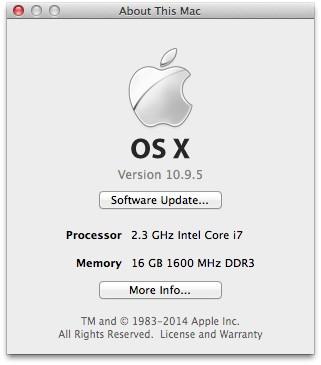 About This Mac
OS X
Version 10.9.5
Software Update...
Processor 2.3 GHz Intel Core i7
Memory 16 GB 1600 MHz DDR3
More Info...
TM and © 1983-2014 Apple Inc.
All Rights Reserved. License and Warranty